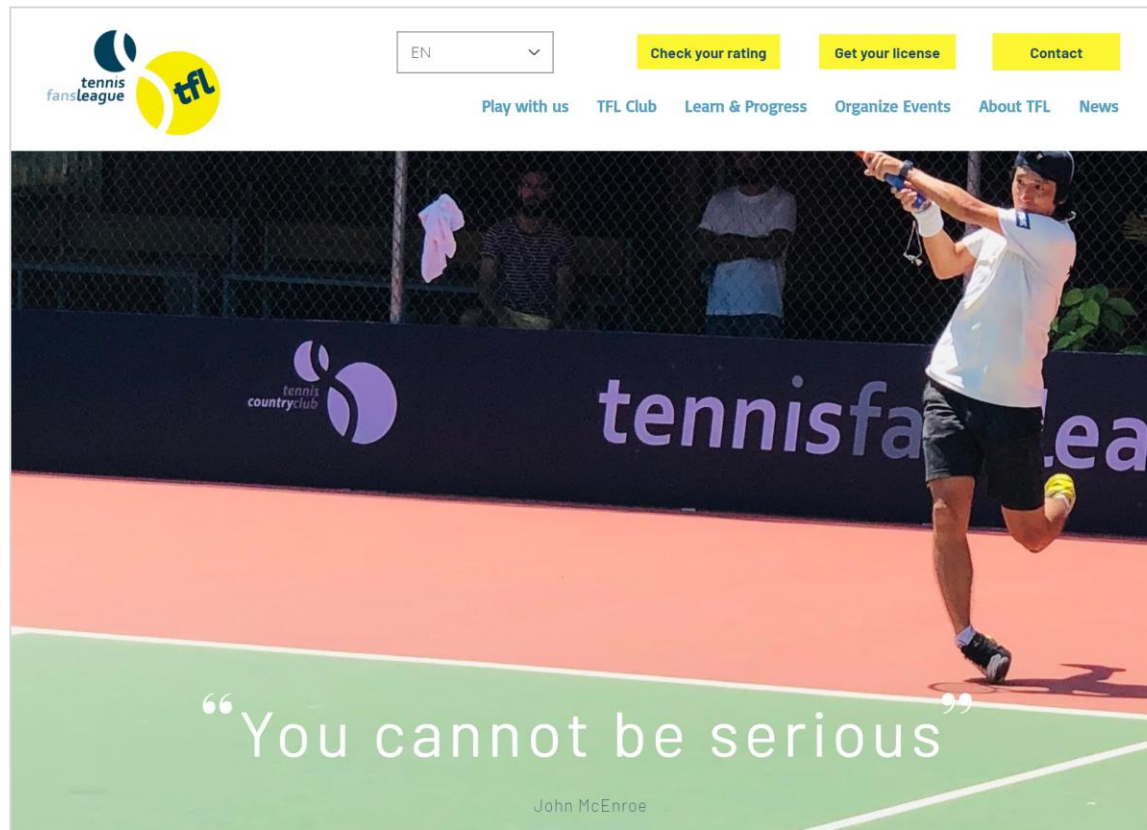 tennis
fansleague
tfl
EN
Check your rating
Get your license
Contact
Play with us
TFL Club
Learn & Progress
Organize Events
About TFL
News
tennis
countryclub
tennisfa
lea
“You cannot be serious”
John McEnroe